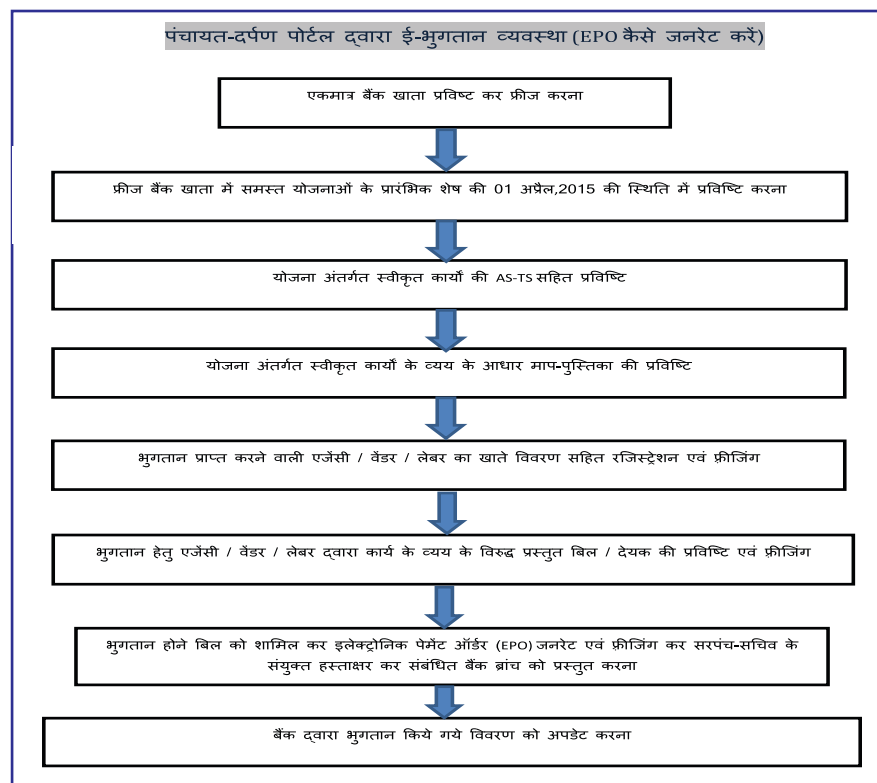 पंचायत-दर्पण पोर्टल द्वारा ई-भुगतान व्यवस्था (EPO कैसे जनरेट करें)
एकमात्र बैंक खाता प्रविष्ट कर फ्रीज करना
फ्रीज बैंक खाता में समस्त योजनाओं के प्रारंभिक शेष की 01 अप्रैल,2015 की स्थिति में प्रविष्टि करना
योजना अंतर्गत स्वीकृत कार्यों की AS-TS सहित प्रविष्टि
योजना अंतर्गत स्वीकृत कार्यों के व्यय के आधार माप-पुस्तिका की प्रविष्टि
भुगतान प्राप्त करने वाली एजेंसी / वेंडर / लेबर का खाते विवरण सहित रजिस्ट्रेशन एवं फ़्रीजिंग
भुगतान हेतु एजेंसी / वेंडर / लेबर द्वारा कार्य के व्यय के विरुद्ध प्रस्तुत बिल / देयक की प्रविष्टि एवं फ़्रीजिंग
भुगतान होने बिल को शामिल कर इलेक्ट्रोनिक पेमेंट ऑर्डर (EPO) जनरेट एवं फ़्रीजिंग कर सरपंच-सचिव के
संयुक्त हस्ताक्षर कर संबंधित बैंक ब्रांच को प्रस्तुत करना
बैंक द्वारा भुगतान किये गये विवरण को अपडेट करना